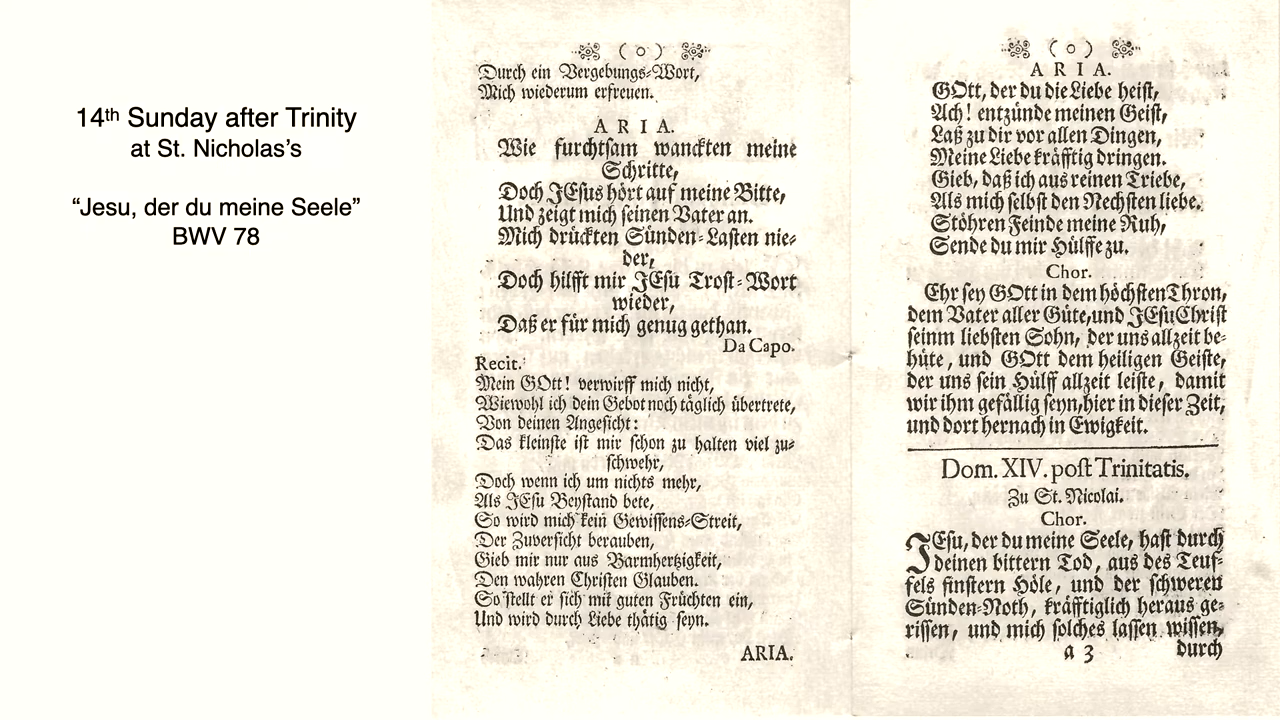 14th Sunday after Trinity
at St. Nicholas’s
“Jesu, der du meine Seele”
BWV 78
( o )
Durch ein Vergebungs-Wort,
Mich wiederum erfreuen.
ARIA.
Wie furchtsam wanckten meine
Schritte,
Doch JEsus hört auf meine Bitte,
Und zeigt mich seinen Vater an.
Mich drückten Sünden-Lasten nie-
der,
Doch hilfft mir JEsu Trost-Wort
wieder,
Daß er für mich genug gethan.
Da Capo.
Recit.
Mein GOtt! verwirff mich nicht,
Wiewohl ich dein Gebot noch täglich übertrete,
Von deinen Angesicht:
Das kleinste ist mir schon zu halten viel zu-
schwehr,
Doch wenn ich um nichts mehr,
Als JEsu Beystand bete,
So wird mich kein Gewissens-Streit,
Der Zuversicht berauben,
Gieb mir nur aus Barmhertzigkeit,
Den wahren Christen Glauben.
So stellt er sich mit guten Früchten ein,
Und wird durch Liebe thätig seyn.
ARIA.
( o )
ARIA.
GOtt, der du die Liebe heist,
Ach! entzünde meinen Geist,
Laß zu dir vor allen Dingen,
Meine Liebe kräfftig dringen.
Gieb, daß ich aus reinen Triebe,
Als mich selbst den Nechsten liebe.
Stöhren Feinde meine Ruh,
Sende du mir Hülffe zu.
Chor.
Ehr sey GOtt in dem höchsten Thron,
dem Vater aller Güte, und JEsu Christ
seinm liebsten Sohn, der uns allzeit be-
hüte, und GOtt dem heiligen Geiste,
der uns sein Hülff allzeit leiste, damit
wir ihm gefällig seyn, hier in dieser Zeit,
und dort hernach in Ewigkeit.
Dom. XIV. post Trinitatis.
Zu St. Nicolai.
Chor.
JEsu, der du meine Seele, hast durch
deinen bittern Tod, aus des Teuf-
fels finstern Höle, und der schweren
Sünden-Noth, kräfftiglich heraus ge-
rissen, und mich solches lassen wissen,
a 3 durch